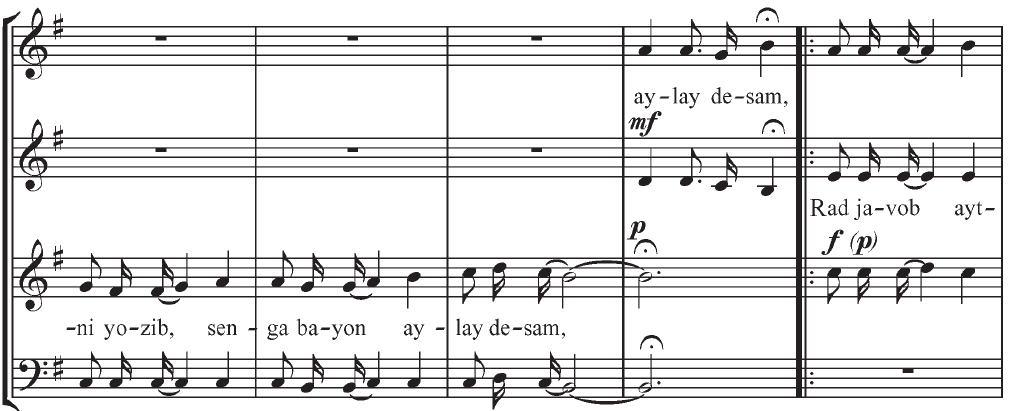 ay-lay de-sam,
mf
Rad ja-vob ayt-
p
f (p)
-ni yo-zib, sen - ga ba-yon ay - lay de-sam,